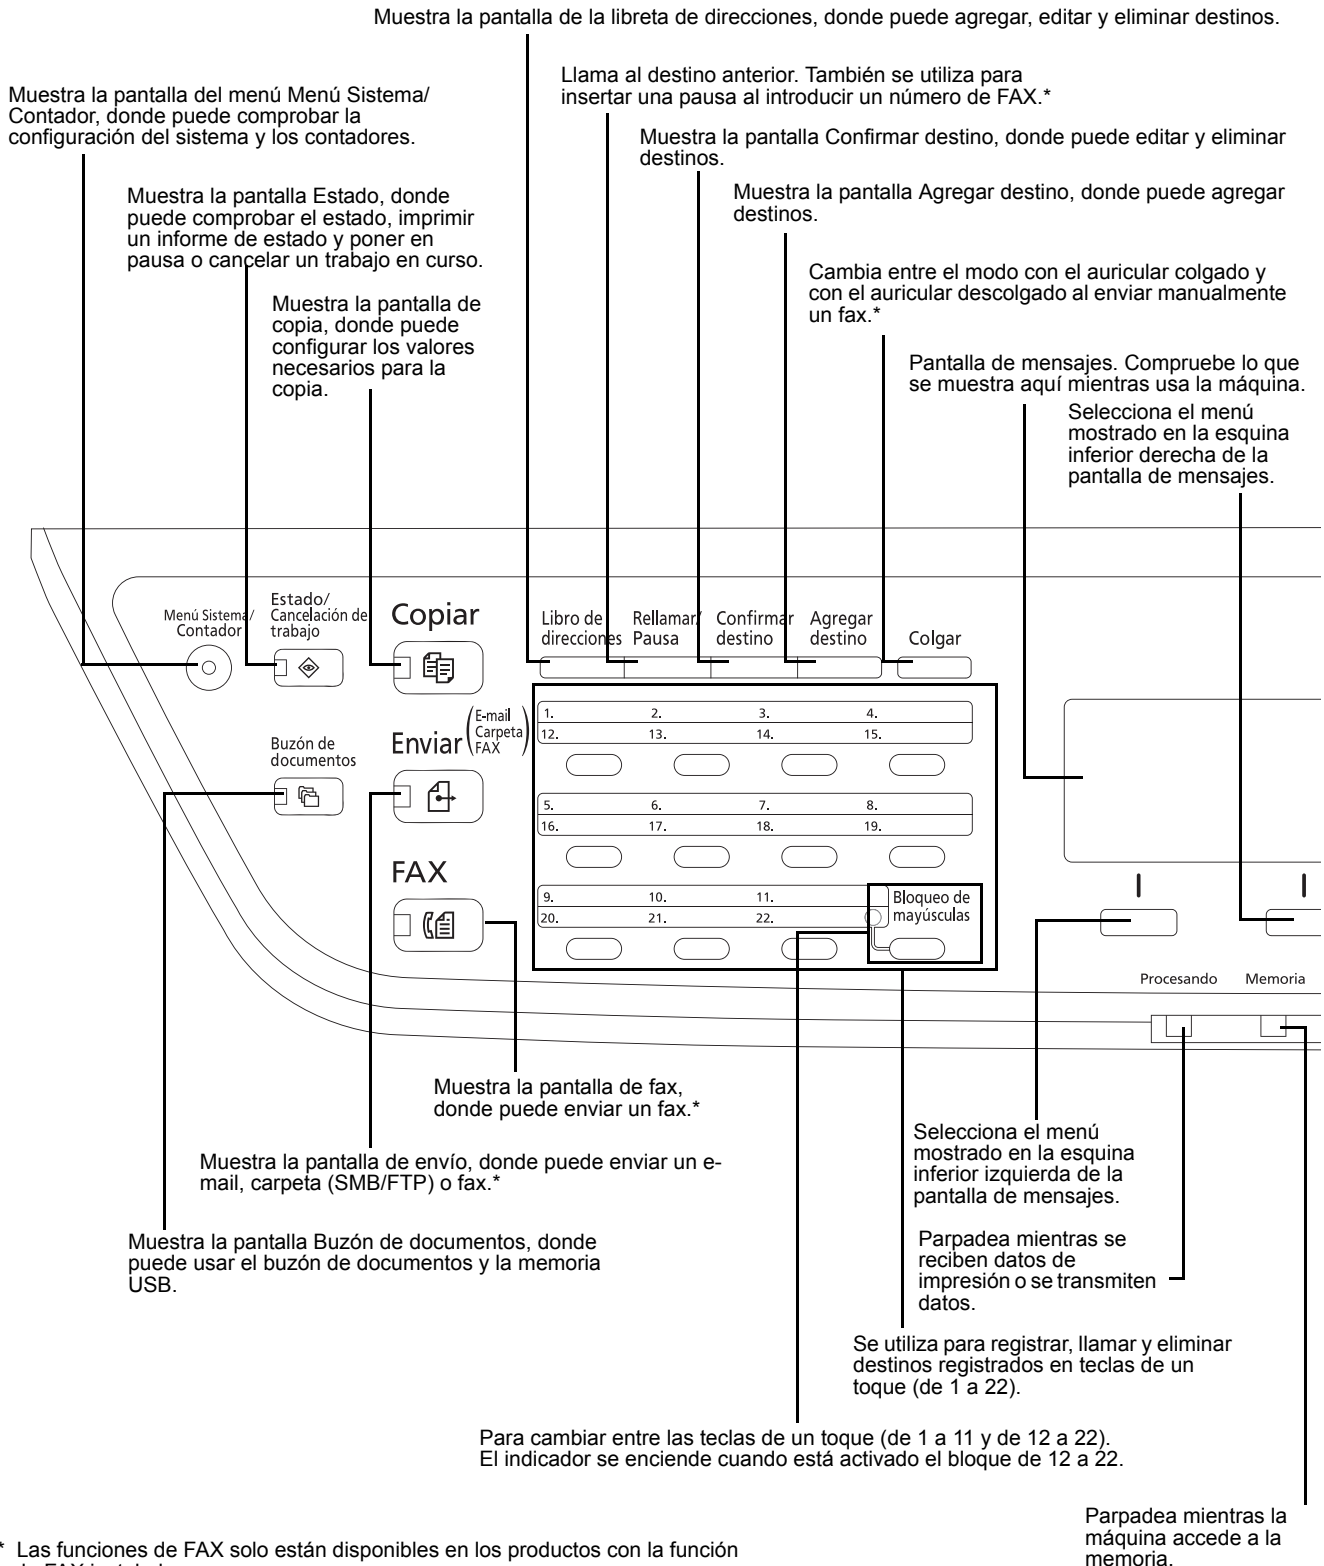 Muestra la pantalla de la libreta de direcciones, donde puede agregar, editar y eliminar destinos.
Llama al destino anterior. También se utiliza para
insertar una pausa al introducir un número de FAX.*
Muestra la pantalla del menú Menú Sistema/
Contador, donde puede comprobar la
configuración del sistema y los contadores.
Muestra la pantalla Confirmar destino, donde puede editar y eliminar
destinos.
Muestra la pantalla Estado, donde
puede comprobar el estado, imprimir
un informe de estado y poner en
pausa o cancelar un trabajo en curso.
Muestra la pantalla Agregar destino, donde puede agregar
destinos.
Cambia entre el modo con el auricular colgado y
con el auricular descolgado al enviar manualmente
un fax.*
Muestra la pantalla de
copia, donde puede
configurar los valores
necesarios para la
copia.
Pantalla de mensajes. Compruebe lo que
se muestra aquí mientras usa la máquina.
Selecciona el menú
mostrado en la esquina
inferior derecha de la
pantalla de mensajes.
Menú Sistema/
Contador
Estado/
Cancelación de
trabajo
Copiar
Libro de
direcciones
Rellamar/
Pausa
Confirmar
destino
Agregar
destino
Colgar
Buzón de
documentos
Enviar
E-mail
Carpeta
FAX
FAX
1. 2. 3. 4.
12. 13. 14. 15.
5. 6. 7. 8.
16. 17. 18. 19.
9. 10. 11.
20. 21. 22.
Bloqueo de
mayúsculas
Procesando
Memoria
Muestra la pantalla de fax,
donde puede enviar un fax.*
Muestra la pantalla de envío, donde puede enviar un e-
mail, carpeta (SMB/FTP) o fax.*
Muestra la pantalla Buzón de documentos, donde
puede usar el buzón de documentos y la memoria
USB.
Selecciona el menú
mostrado en la esquina
inferior izquierda de la
pantalla de mensajes.
Parpadea mientras se
reciben datos de
impresión o se transmiten
datos.
Se utiliza para registrar, llamar y eliminar
destinos registrados en teclas de un
toque (de 1 a 22).
Para cambiar entre las teclas de un toque (de 1 a 11 y de 12 a 22).
El indicador se enciende cuando está activado el bloque de 12 a 22.
Parpadea mientras la
máquina accede a la
memoria.
* Las funciones de FAX solo están disponibles en los productos con la función